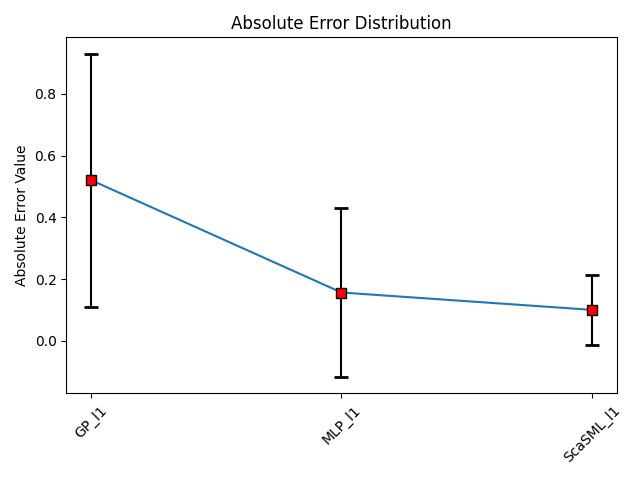 Absolute Error Distribution
Absolute Error Value
0.8
0.6
0.4
0.2
0.0
GP_l1
MLP_l1
ScaSML_l1